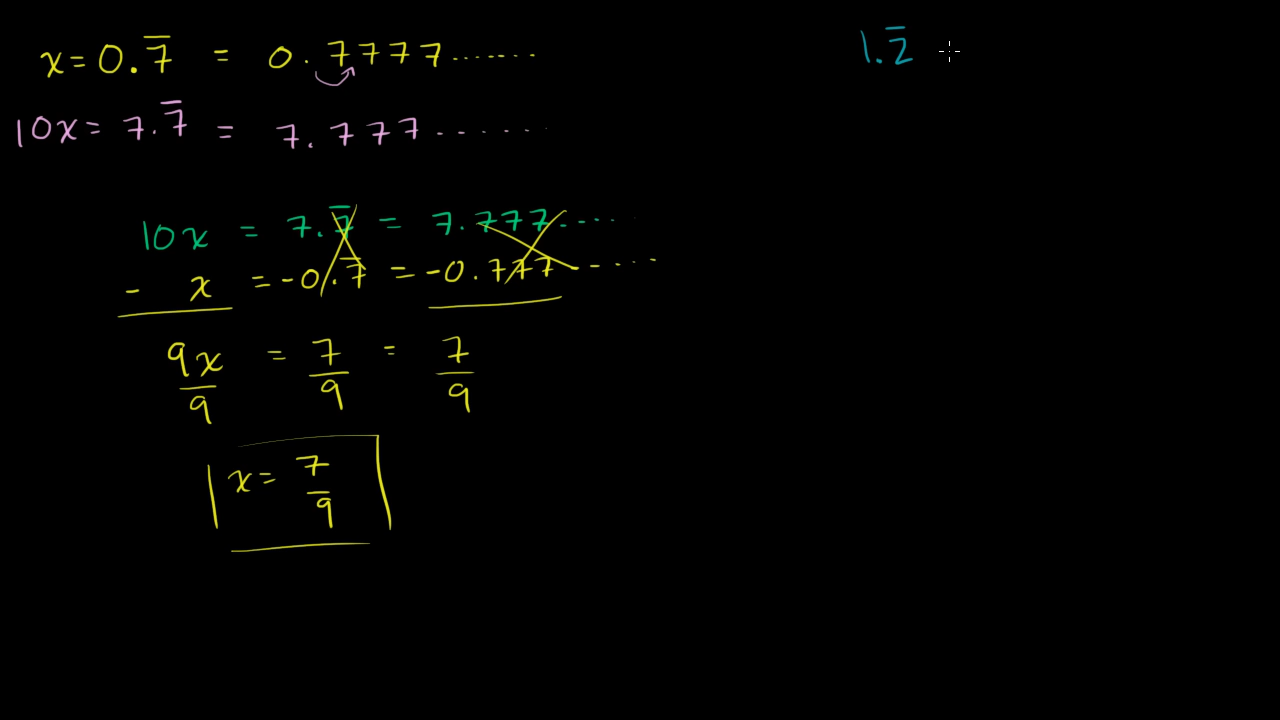 x = 0.7̅ = 0.7777.......
1.2̅
10x = 7.7̅ = 7.777.......
10x = 7.7̅ = 7.777.....
- x = -0.7̅ = -0.777.....
9x/9 = 7/9 = 7/9
x = 7/9